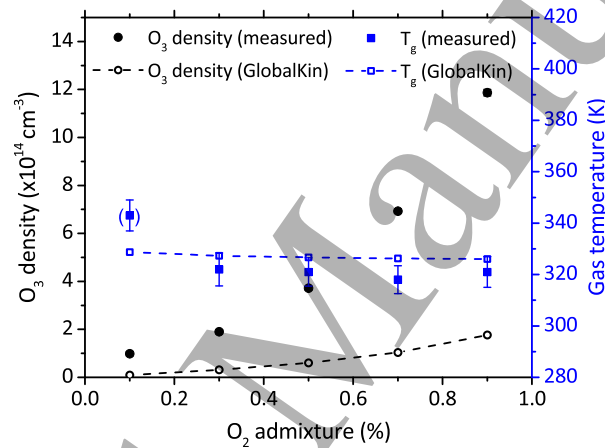 O3 density (measured) Tg (measured)
O3 density (GlobalKin) Tg (GlobalKin)
O3 density (x10^14 cm^-3)
14
12
10
8
6
4
2
0
( )
0.0 0.2 0.4 0.6 0.8 1.0
O2 admixture (%)
420
400
380
360
340
320
300
280
Gas temperature (K)
Manu